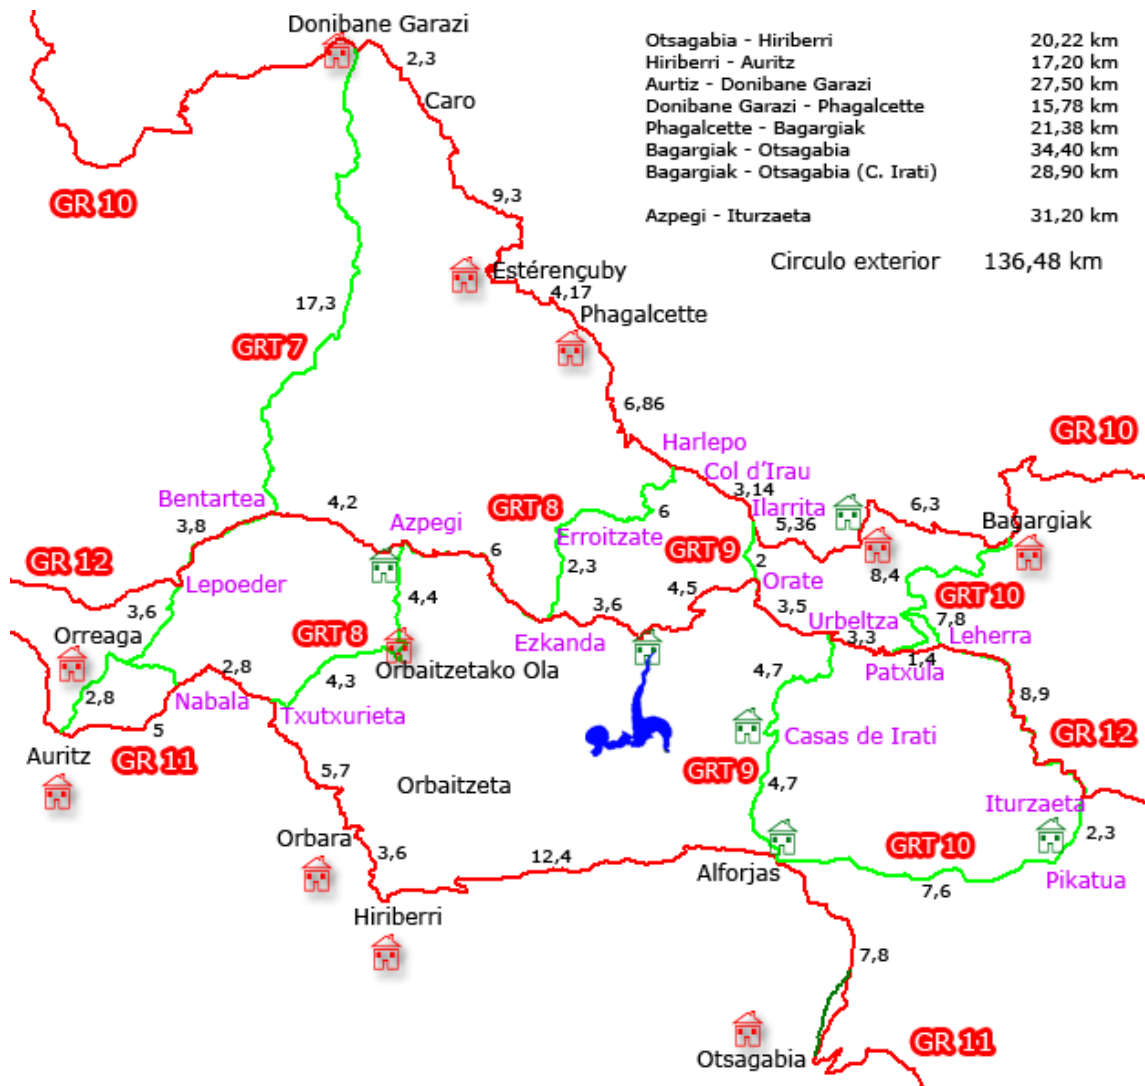 Donibane Garazi
2,3
Caro
Otsagabia - Hiriberri 20,22 km
Hiriberri - Auritz 17,20 km
Aurtiz - Donibane Garazi 27,50 km
Donibane Garazi - Phagalcette 15,78 km
Phagalcette - Bagargiak 21,38 km
Bagargiak - Otsagabia 34,40 km
Bagargiak - Otsagabia (C. Irati) 28,90 km
Azpegi - Iturzaeta 31,20 km
Circulo exterior 136,48 km
GR 10
9,3
Estérençuby
4,17
Phagalcette
17,3
GRT 7
6,86
Harlepo
GR 10
Col d'Irau
3,14
Ilarrita
Bentartea
4,2
Azpegi
GRT 8
6
Erroitzate
5,36
6,3
Bagargiak
3,8
GR 12
Lepoeder
6
2,3
GRT 9
2
Orate
8,4
GRT 10
3,6
4,4
3,6
4,5
3,5
Urbeltza
7,8
Leherra
Orreaga
GRT 8
Ezkanda
3,3
Orbaitzetako Ola
Patxula
1,4
2,8
2,8
Nabala
4,3
Txutxurieta
4,7
8,9
5
Auritz
GR 11
Casas de Irati
GR 12
5,7
Orbaitzeta
GRT 9
4,7
Iturzaeta
Orbara
3,6
12,4
Alforjas
GRT 10
2,3
7,6
Pikatua
Hiriberri
7,8
Otsagabia
GR 11